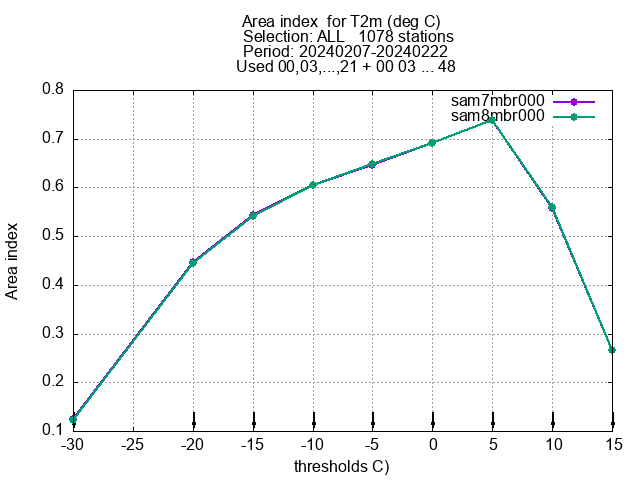 Area index  for T2m (deg C)
Selection: ALL   1078 stations
Period: 20240207-20240222
Used 00,03,...,21 + 00 03 ... 48
sam7mbr000
sam8mbr000
0.8
0.7
0.6
0.5
0.4
0.3
0.2
0.1
Area index
-30 -25 -20 -15 -10 -5 0 5 10 15
thresholds C)